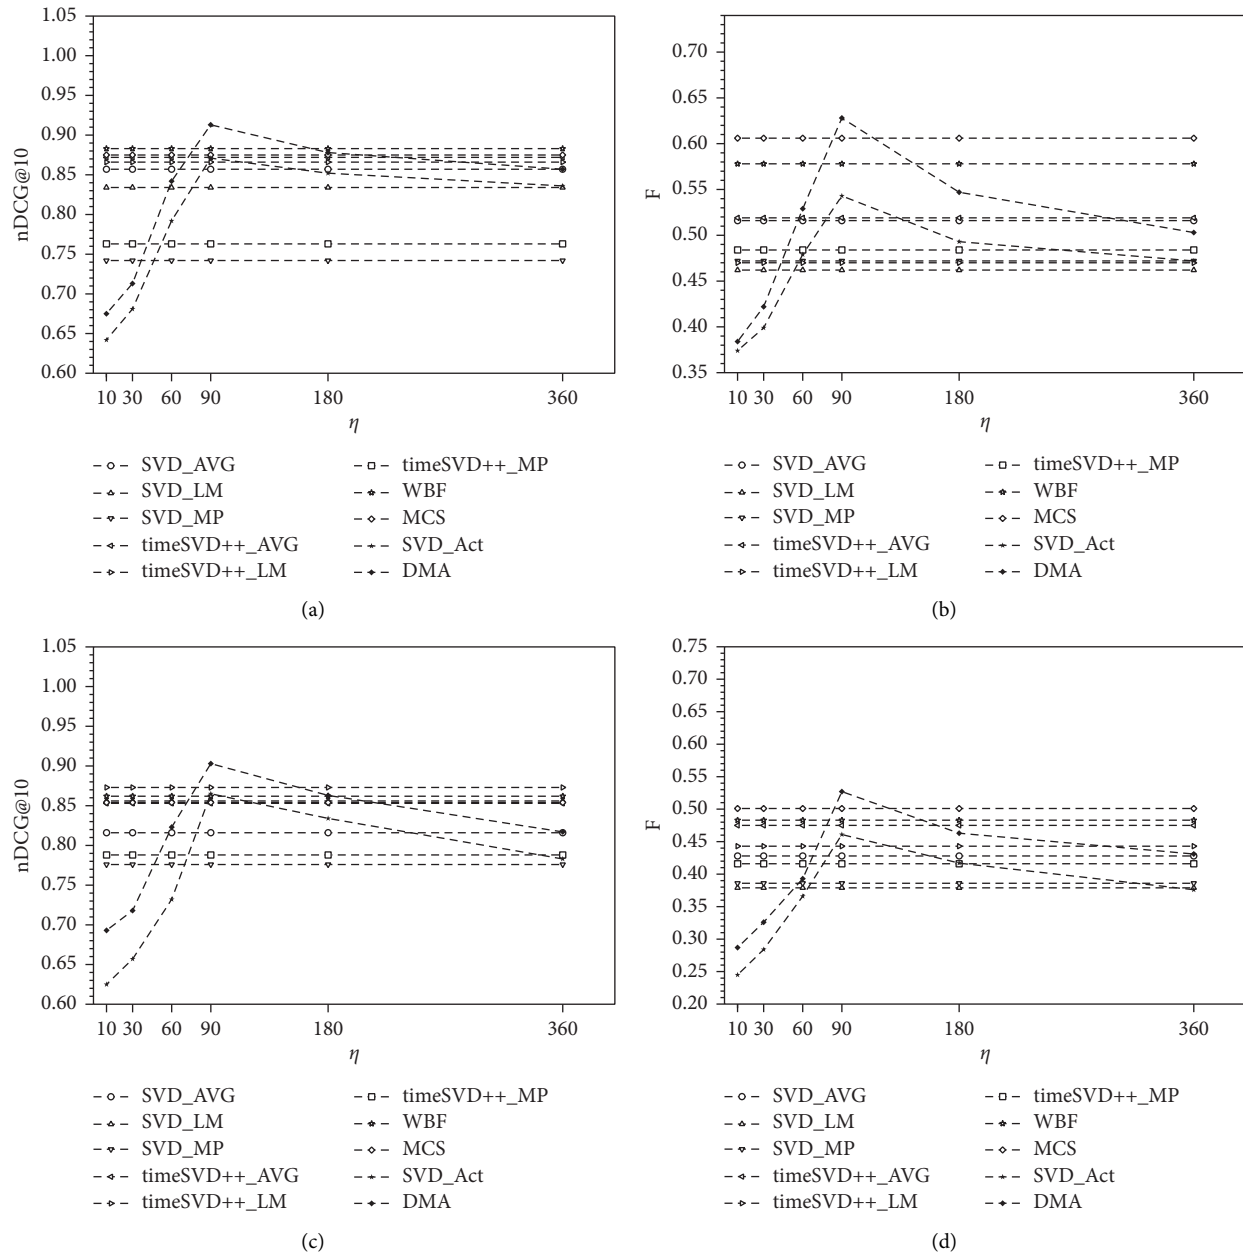 1.05
1.00
0.95
0.90
0.85
0.80
0.75
0.70
0.65
0.60
nDCG@10
10 30 60 90 180 360
η
SVD_AVG
SVD_LM
SVD_MP
timeSVD++_AVG
timeSVD++_LM
timeSVD++_MP
WBF
MCS
SVD_Act
DMA
(a)
0.70
0.65
0.60
0.55
0.50
0.45
0.40
0.35
F
10 30 60 90 180 360
η
SVD_AVG
SVD_LM
SVD_MP
timeSVD++_AVG
timeSVD++_LM
timeSVD++_MP
WBF
MCS
SVD_Act
DMA
(b)
1.05
1.00
0.95
0.90
0.85
0.80
0.75
0.70
0.65
0.60
nDCG@10
10 30 60 90 180 360
η
SVD_AVG
SVD_LM
SVD_MP
timeSVD++_AVG
timeSVD++_LM
timeSVD++_MP
WBF
MCS
SVD_Act
DMA
(c)
0.75
0.70
0.65
0.60
0.55
0.50
0.45
0.40
0.35
0.30
0.25
0.20
F
10 30 60 90 180 360
η
SVD_AVG
SVD_LM
SVD_MP
timeSVD++_AVG
timeSVD++_LM
timeSVD++_MP
WBF
MCS
SVD_Act
DMA
(d)